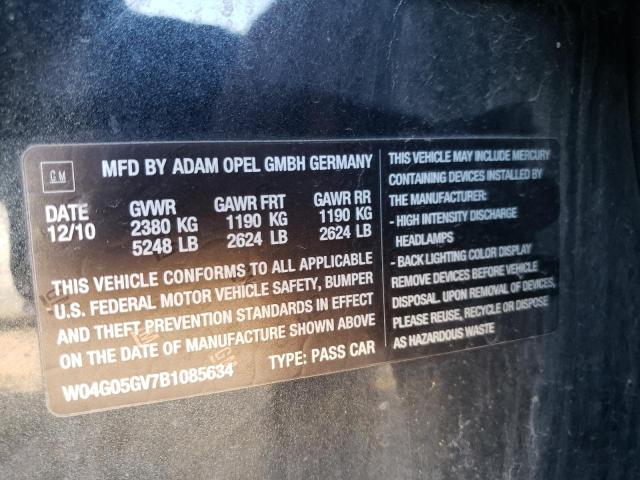 GM
MFD BY ADAM OPEL GMBH GERMANY
DATE GVWR GAWR FRT GAWR RR
12/10 2380 KG 1190 KG 1190 KG
5248 LB 2624 LB 2624 LB
THIS VEHICLE CONFORMS TO ALL APPLICABLE
U.S. FEDERAL MOTOR VEHICLE SAFETY, BUMPER
AND THEFT PREVENTION STANDARDS IN EFFECT
ON THE DATE OF MANUFACTURE SHOWN ABOVE
W04G05GV7B1085634 TYPE: PASS CAR
THIS VEHICLE MAY INCLUDE MERCURY
CONTAINING DEVICES INSTALLED BY
THE MANUFACTURER:
- HIGH INTENSITY DISCHARGE
HEADLAMPS
- BACK LIGHTING COLOR DISPLAY
REMOVE DEVICES BEFORE VEHICLE
DISPOSAL. UPON REMOVAL OF DEVICES,
PLEASE REUSE, RECYCLE OR DISPOSE
AS HAZARDOUS WASTE